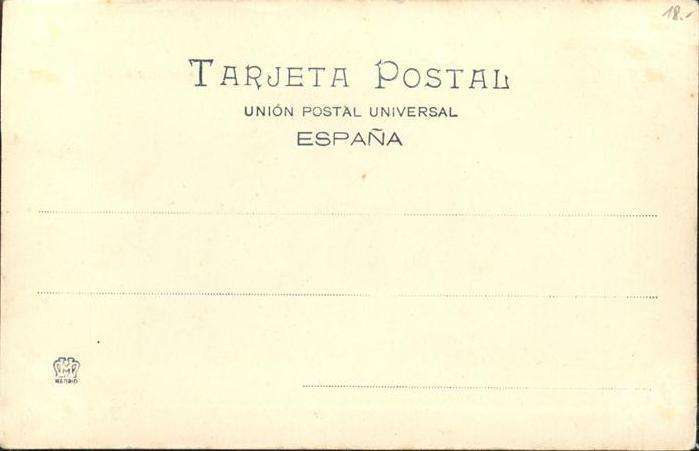 18.-
TARJETA POSTAL
UNIÓN POSTAL UNIVERSAL
ESPAÑA
M
MADRID